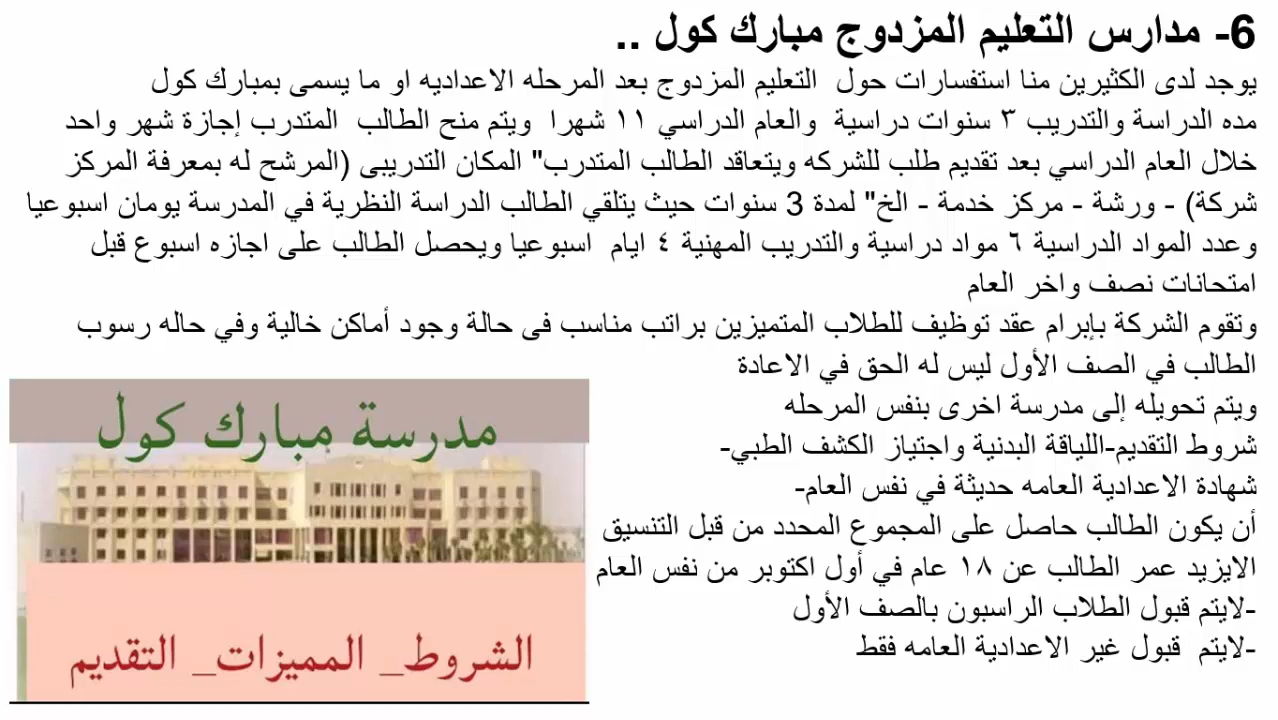 6- مدارس التعليم المزدوج مبارك كول ..
يوجد لدى الكثيرين منا استفسارات حول التعليم المزدوج بعد المرحله الاعداديه او ما يسمى بمبارك كول
مده الدراسة والتدريب ٣ سنوات دراسية والعام الدراسي ١١ شهرا ويتم منح الطالب المتدرب إجازة شهر واحد
خلال العام الدراسي بعد تقديم طلب للشركه ويتعاقد الطالب المتدرب" المكان التدريبى (المرشح له بمعرفة المركز
شركة) - ورشة - مركز خدمة - الخ" لمدة 3 سنوات حيث يتلقي الطالب الدراسة النظرية في المدرسة يومان اسبوعيا
وعدد المواد الدراسية ٦ مواد دراسية والتدريب المهنية ٤ ايام اسبوعيا ويحصل الطالب على اجازه اسبوع قبل
امتحانات نصف واخر العام
وتقوم الشركة بإبرام عقد توظيف للطلاب المتميزين براتب مناسب فى حالة وجود أماكن خالية وفي حاله رسوب
الطالب في الصف الأول ليس له الحق في الاعادة
ويتم تحويله إلى مدرسة اخرى بنفس المرحله
شروط التقديم-اللياقة البدنية واجتياز الكشف الطبي-
شهادة الاعدادية العامه حديثة في نفس العام-
أن يكون الطالب حاصل على المجموع المحدد من قبل التنسيق
الايزيد عمر الطالب عن ١٨ عام في أول اكتوبر من نفس العام
-لايتم قبول الطلاب الراسبون بالصف الأول
-لايتم قبول غير الاعدادية العامه فقط
مدرسة مبارك كول
الشروط_ المميزات_ التقديم